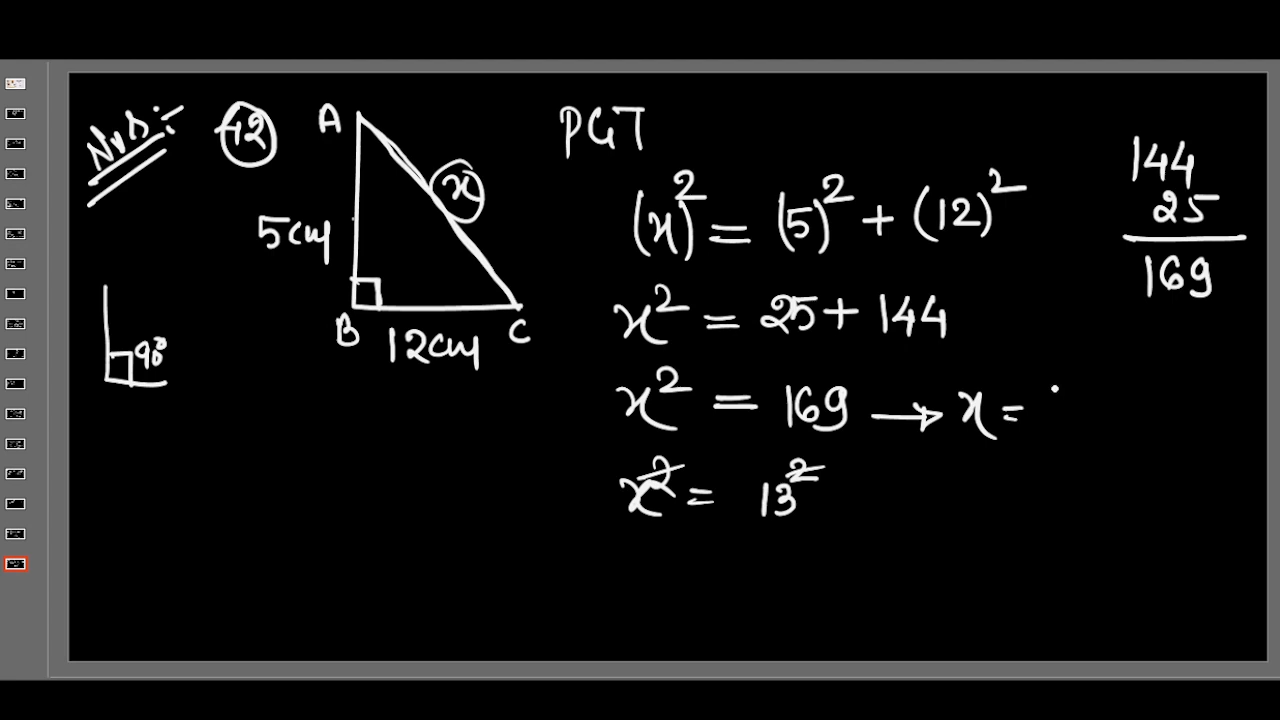 (12)
A
x
5cm
B
12cm
C
90°
PGT
(x)² = (5)² + (12)²
x² = 25 + 144
x² = 169 → x =
x² = 13²
144
25
169